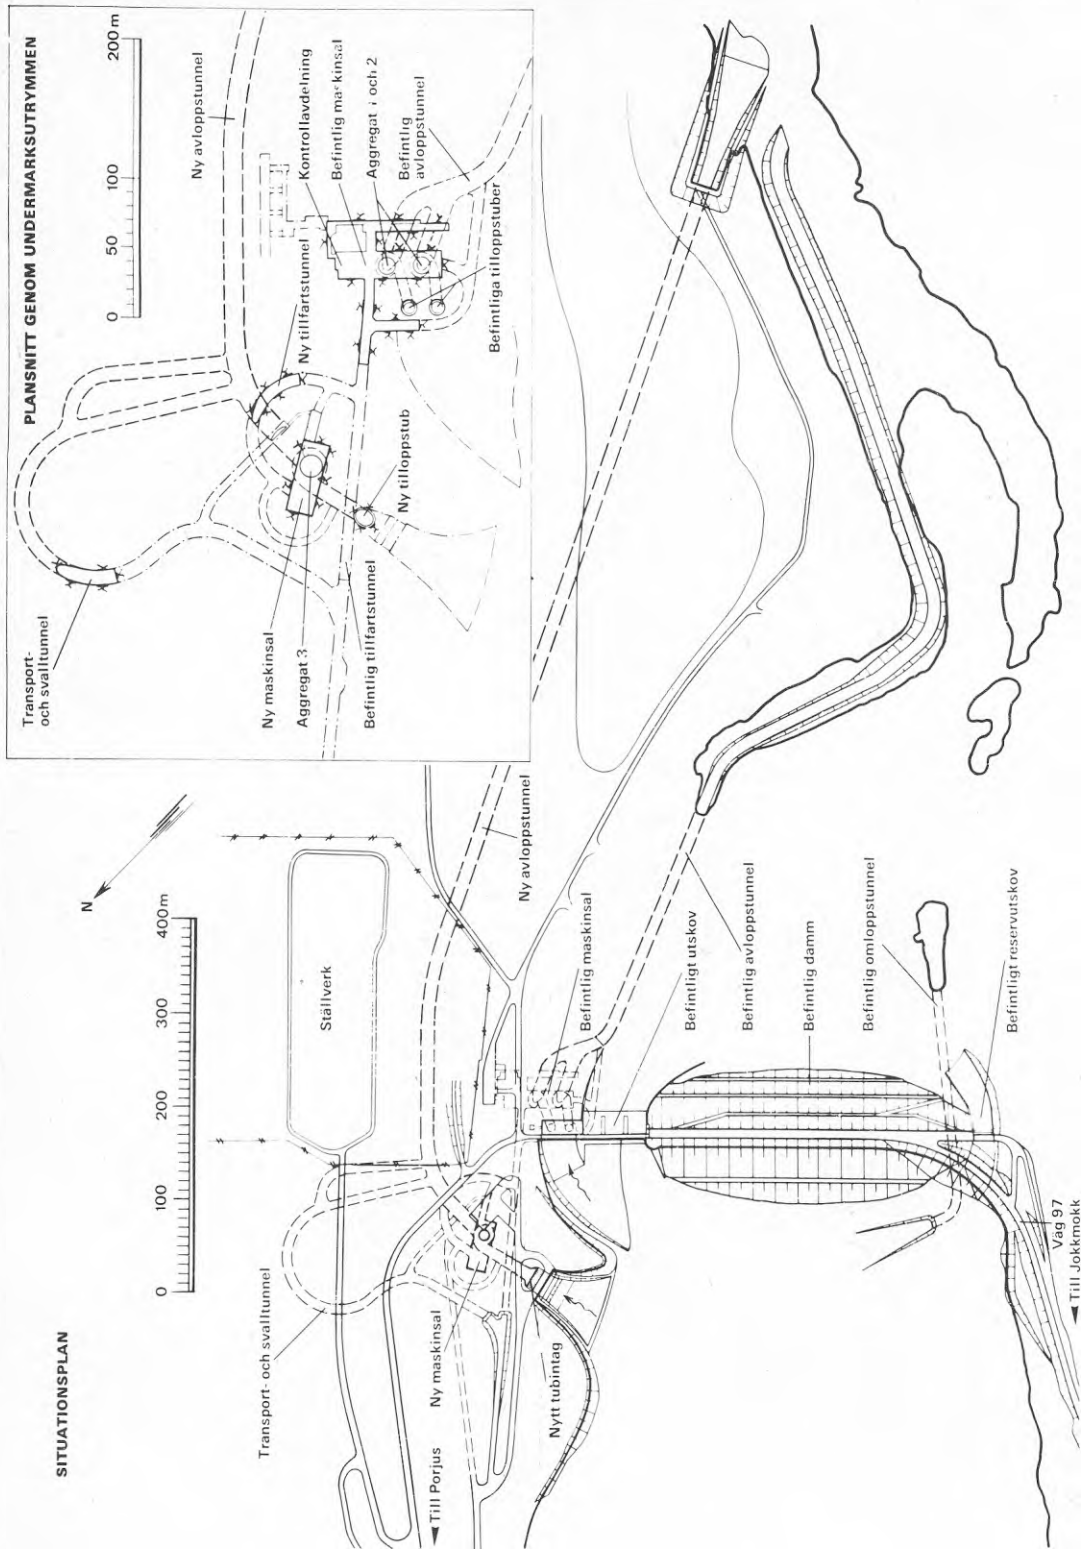 SITUATIONSPLAN
0
100
200
300
400 m
N
Ställverk
Transport- och svalltunnel
Ny maskinsal
Till Porjus
Nytt tubintag
Ny avloppstunnel
Befintlig maskinsal
Befintligt utskov
Befintlig avloppstunnel
Befintlig damm
Befintlig omloppstunnel
Befintligt reservutskov
Väg 97
Till Jokkmokk
PLANSNITT GENOM UNDERMARKSUTRYMMEN
0
50
100
200 m
Transport-
och svalltunnel
Ny maskinsal
Aggregat 3
Befintlig tillfartstunnel
Ny tilloppstub
Ny tillfartstunnel
Ny avloppstunnel
Kontrollavdelning
Befintlig maskinsal
Aggregat 1 och 2
Befintlig
avloppstunnel
Befintliga tilloppstuber